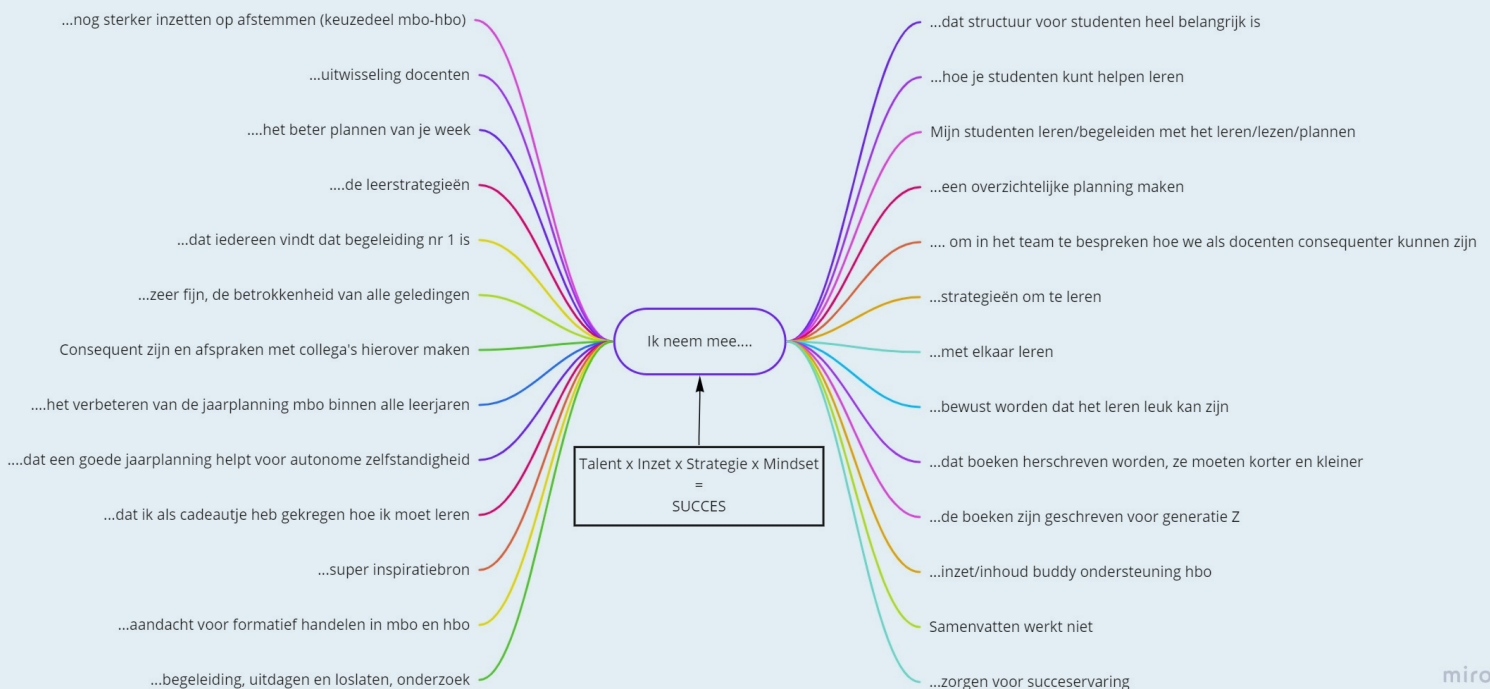 ...nog sterker inzetten op afstemmen (keuzedeel mbo-hbo)
...uitwisseling docenten
....het beter plannen van je week
....de leerstrategieën
...dat iedereen vindt dat begeleiding nr 1 is
...zeer fijn, de betrokkenheid van alle geledingen
Consequent zijn en afspraken met collega's hierover maken
....het verbeteren van de jaarplanning mbo binnen alle leerjaren
....dat een goede jaarplanning helpt voor autonome zelfstandigheid
...dat ik als cadeautje heb gekregen hoe ik moet leren
...super inspiratiebron
...aandacht voor formatief handelen in mbo en hbo
...begeleiding, uitdagen en loslaten, onderzoek
Ik neem mee....
Talent x Inzet x Strategie x Mindset
=
SUCCES
...dat structuur voor studenten heel belangrijk is
...hoe je studenten kunt helpen leren
Mijn studenten leren/begeleiden met het leren/lezen/plannen
...een overzichtelijke planning maken
.... om in het team te bespreken hoe we als docenten consequenter kunnen zijn
...strategieën om te leren
...met elkaar leren
...bewust worden dat het leren leuk kan zijn
...dat boeken herschreven worden, ze moeten korter en kleiner
...de boeken zijn geschreven voor generatie Z
...inzet/inhoud buddy ondersteuning hbo
Samenvatten werkt niet
...zorgen voor succeservaring
miro